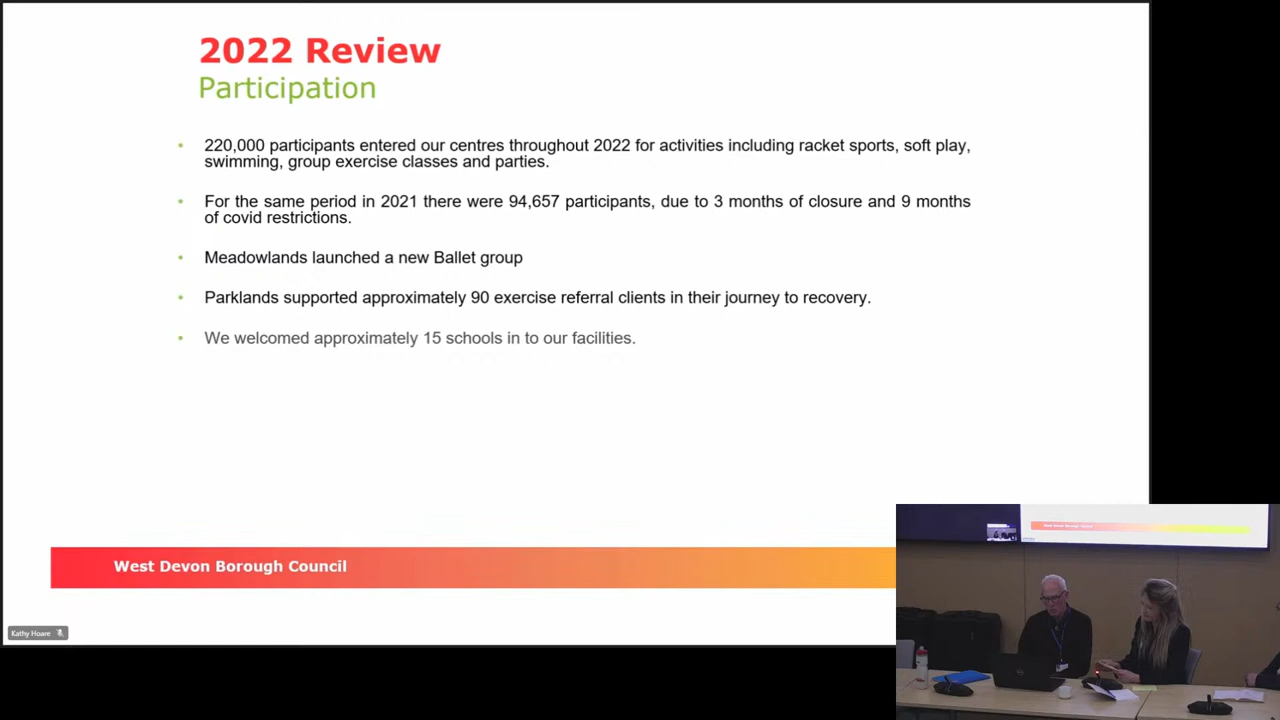 2022 Review
Participation
• 220,000 participants entered our centres throughout 2022 for activities including racket sports, soft play,
swimming, group exercise classes and parties.
• For the same period in 2021 there were 94,657 participants, due to 3 months of closure and 9 months
of covid restrictions.
• Meadowlands launched a new Ballet group
• Parklands supported approximately 90 exercise referral clients in their journey to recovery.
• We welcomed approximately 15 schools in to our facilities.
West Devon Borough Council
Kathy Hoare
West Devon Borough Council